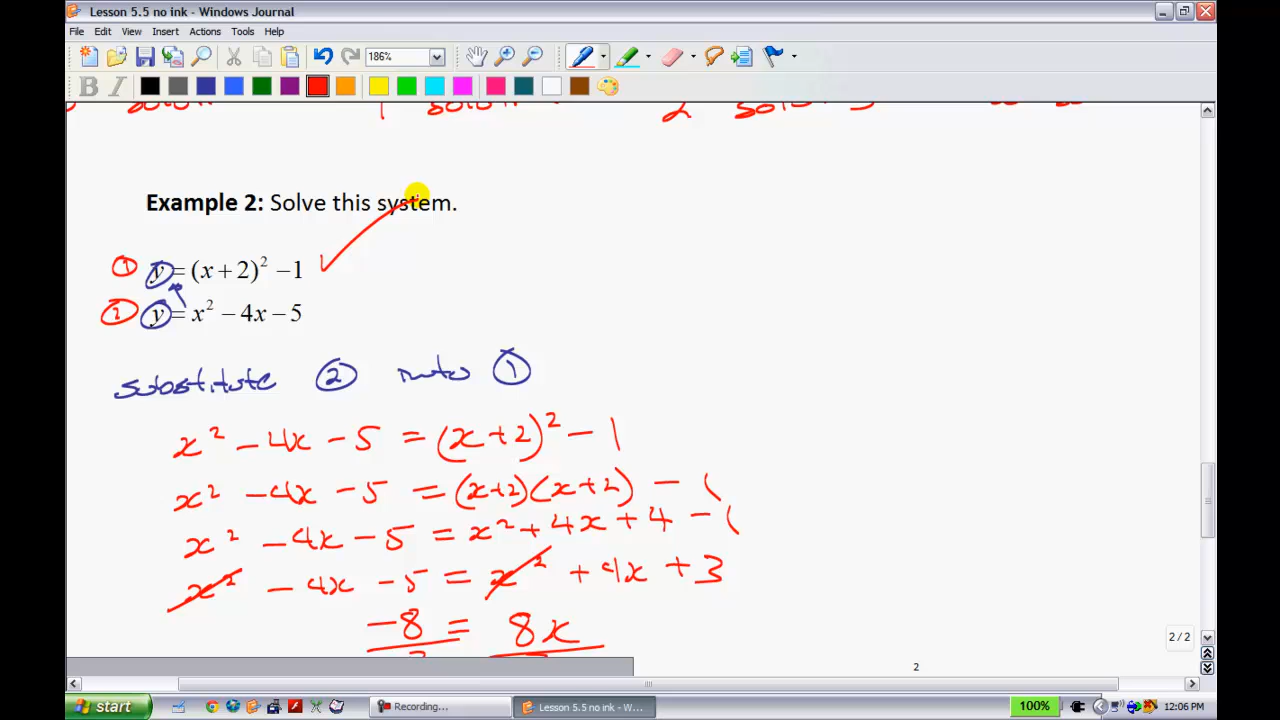 Lesson 5.5 no ink - Windows Journal
File Edit View Insert Actions Tools Help
186%
B I
1 2
Example 2: Solve this system.
① y = (x + 2)² − 1
② y = x² − 4x − 5
substitute ② into ①
x² − 4x − 5 = (x+2)² − 1
x² − 4x − 5 = (x+2)(x+2) − 1
x² − 4x − 5 = x² + 4x + 4 − 1
x² − 4x − 5 = x² + 4x + 3
−8 = 8x
2/2
2
start Recording... Lesson 5.5 no ink - W... 100% 12:06 PM